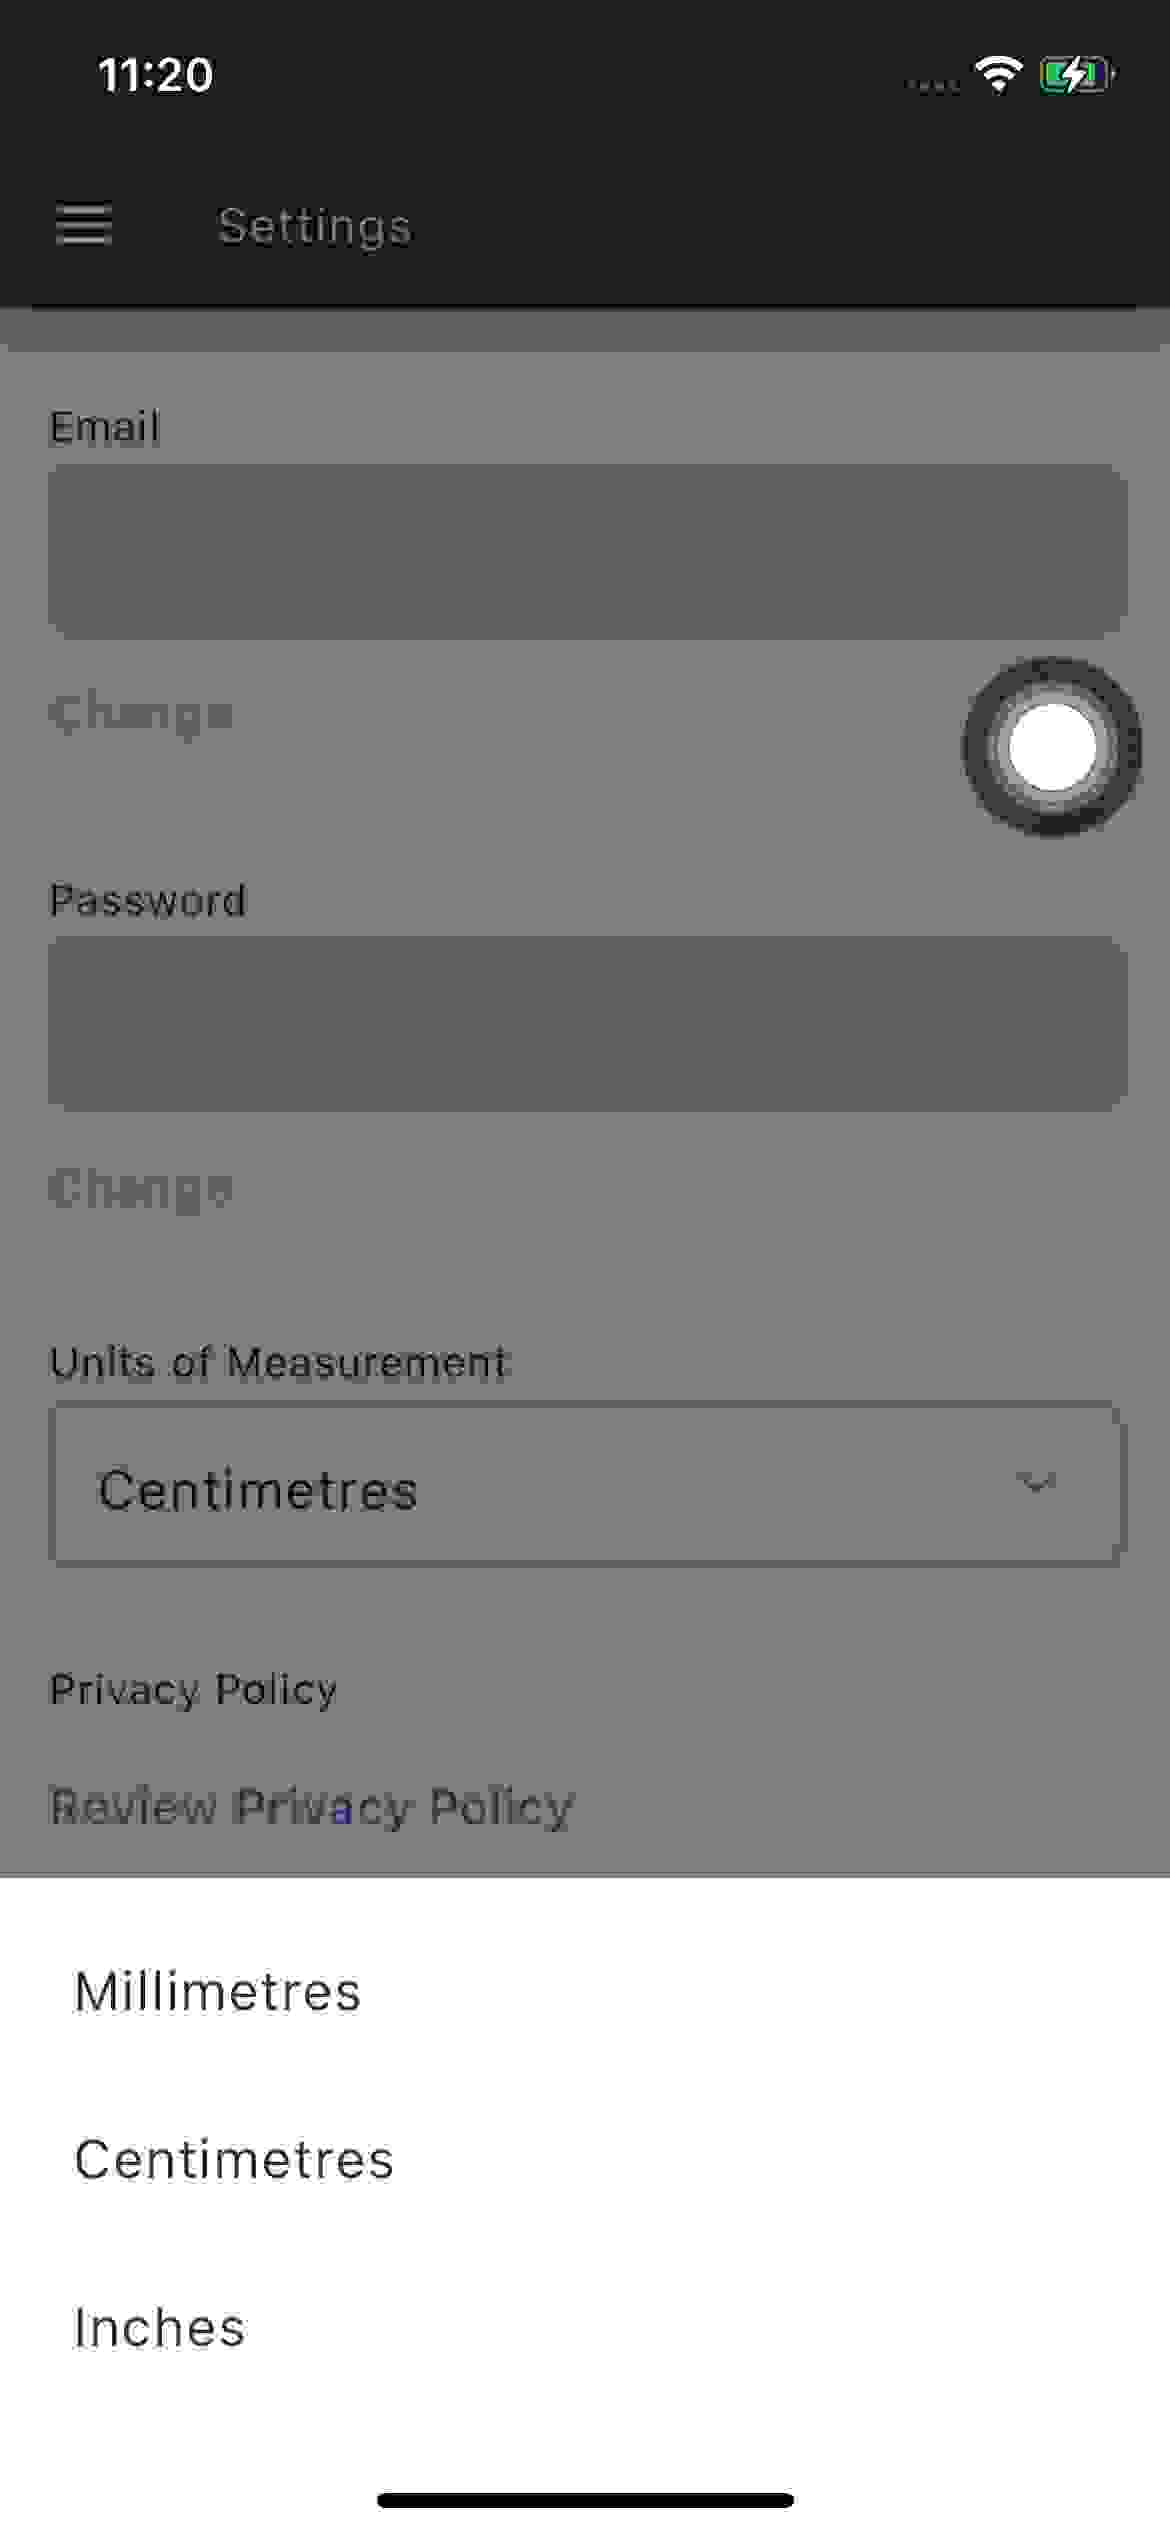 11:20
Settings
Email
Change
Password
Change
Units of Measurement
Centimetres
Privacy Policy
Review Privacy Policy
Millimetres
Centimetres
Inches